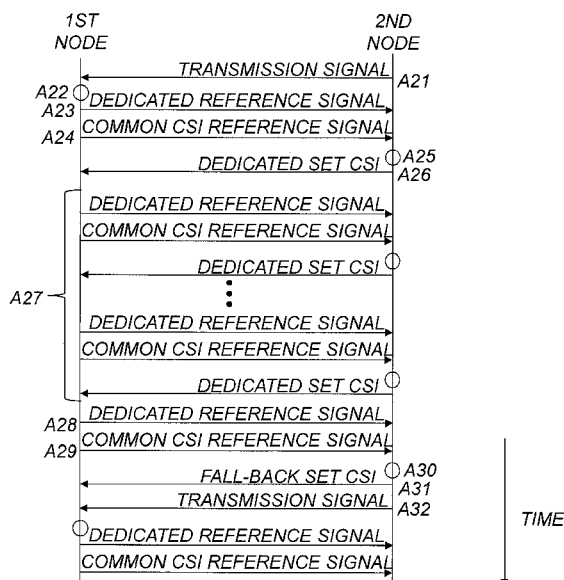 1ST NODE
2ND NODE
TRANSMISSION SIGNAL
A21
A22
A23
DEDICATED REFERENCE SIGNAL
A24
COMMON CSI REFERENCE SIGNAL
A25
DEDICATED SET CSI
A26
DEDICATED REFERENCE SIGNAL
COMMON CSI REFERENCE SIGNAL
DEDICATED SET CSI
A27
DEDICATED REFERENCE SIGNAL
COMMON CSI REFERENCE SIGNAL
DEDICATED SET CSI
A28
DEDICATED REFERENCE SIGNAL
A29
COMMON CSI REFERENCE SIGNAL
A30
FALL-BACK SET CSI
A31
TRANSMISSION SIGNAL
A32
TIME
DEDICATED REFERENCE SIGNAL
COMMON CSI REFERENCE SIGNAL